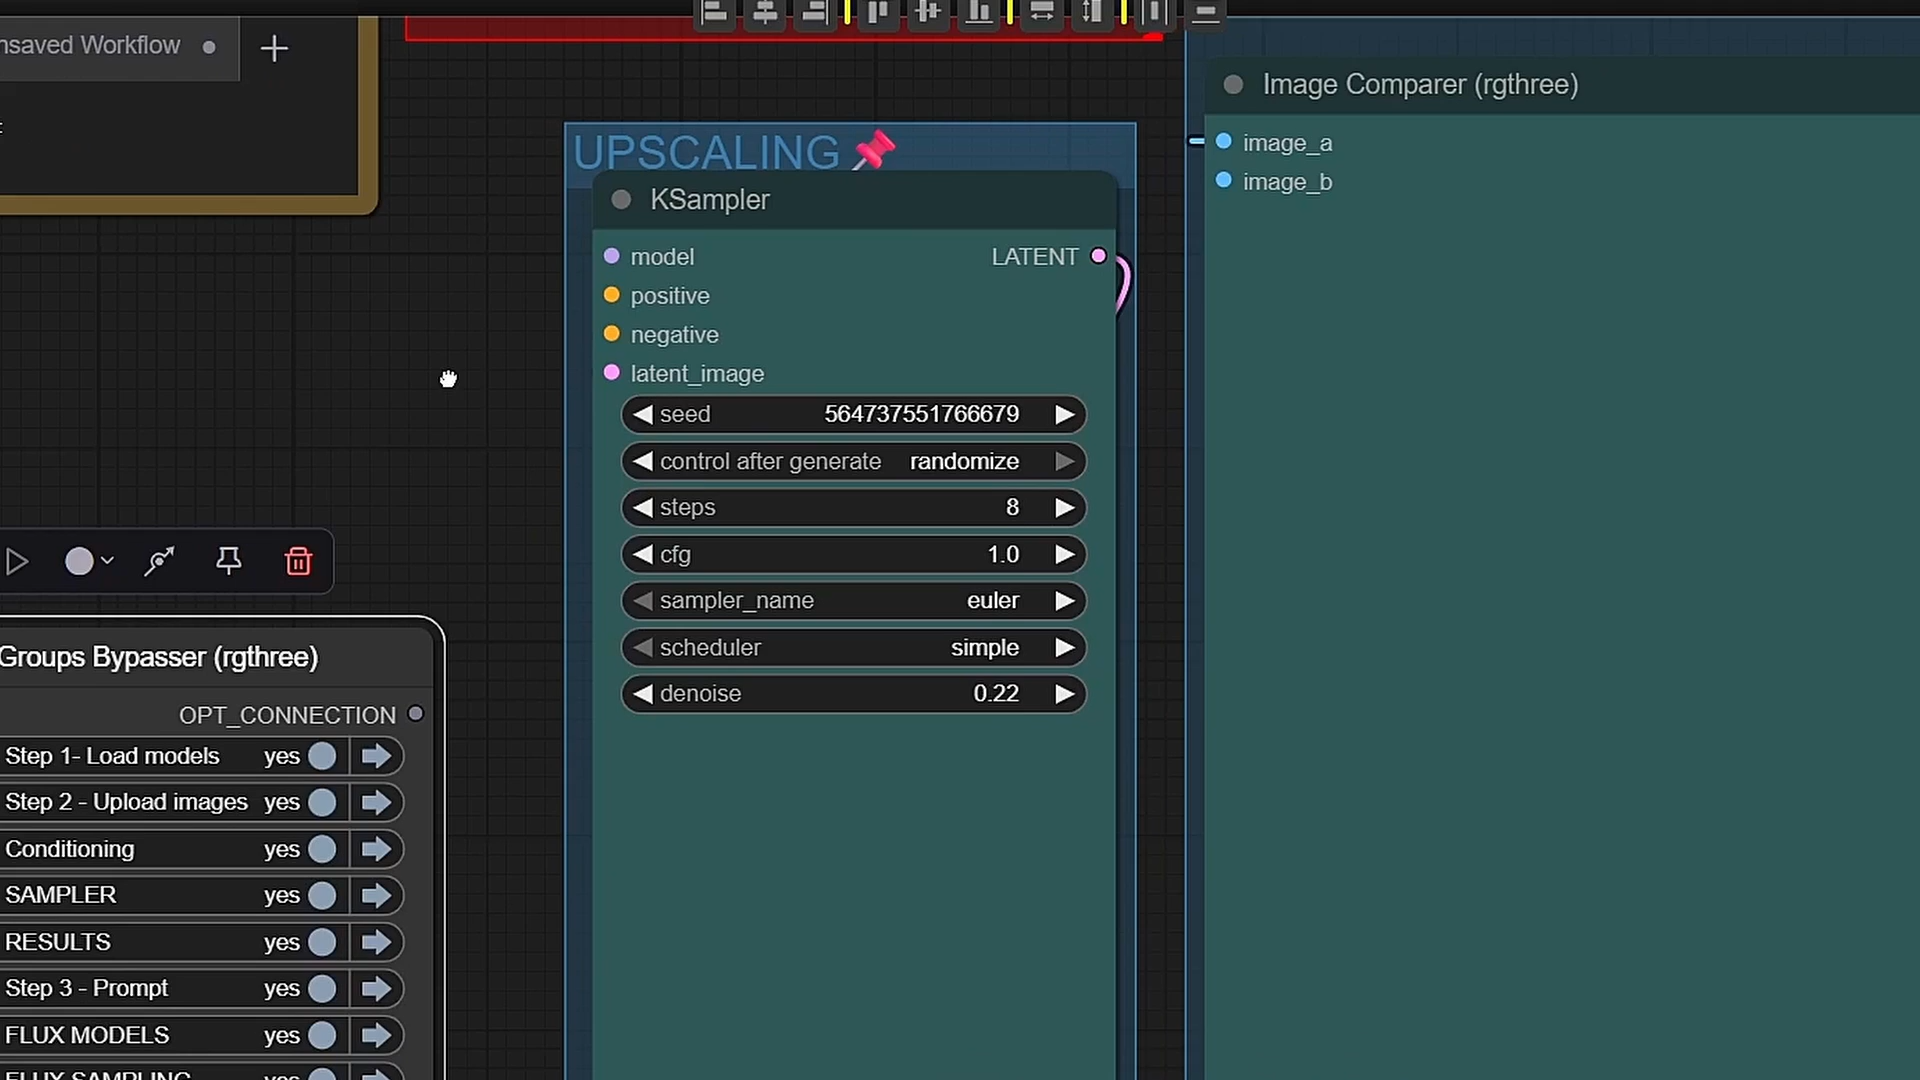 nsaved Workflow
UPSCALING
KSampler
model LATENT
positive
negative
latent_image
seed 564737551766679
control after generate randomize
steps 8
cfg 1.0
sampler_name euler
scheduler simple
denoise 0.22
Image Comparer (rgthree)
image_a
image_b
Groups Bypasser (rgthree)
OPT_CONNECTION
Step 1- Load models yes
Step 2 - Upload images yes
Conditioning yes
SAMPLER yes
RESULTS yes
Step 3 - Prompt yes
FLUX MODELS yes
FLUX SAMPLING yes